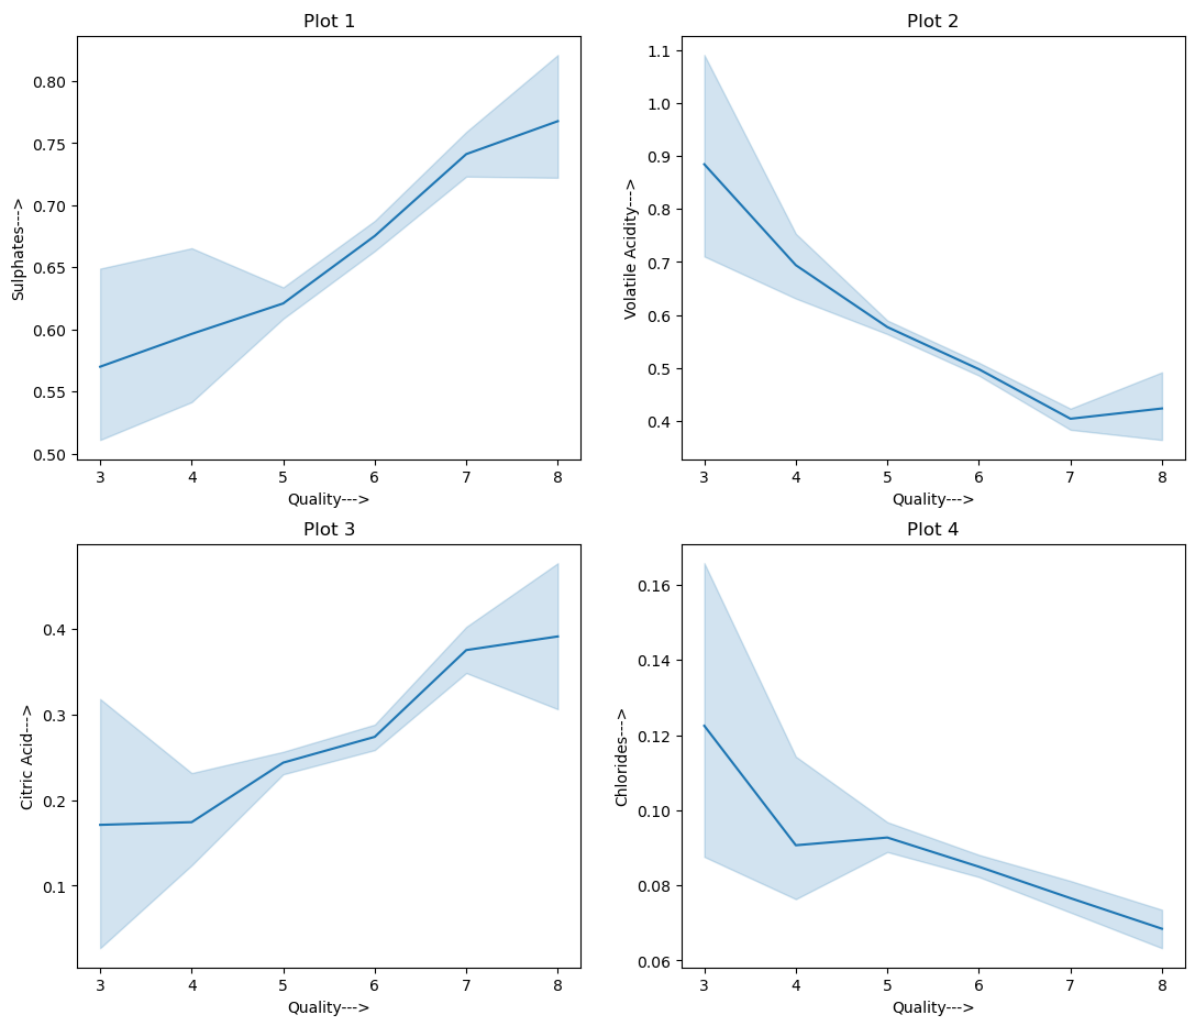 Plot 1
0.80
0.75
0.70
0.65
0.60
0.55
0.50
Sulphates--->
3 4 5 6 7 8
Quality--->
Plot 2
1.1
1.0
0.9
0.8
0.7
0.6
0.5
0.4
Volatile Acidity--->
3 4 5 6 7 8
Quality--->
Plot 3
0.4
0.3
0.2
0.1
Citric Acid--->
3 4 5 6 7 8
Quality--->
Plot 4
0.16
0.14
0.12
0.10
0.08
0.06
Chlorides--->
3 4 5 6 7 8
Quality--->